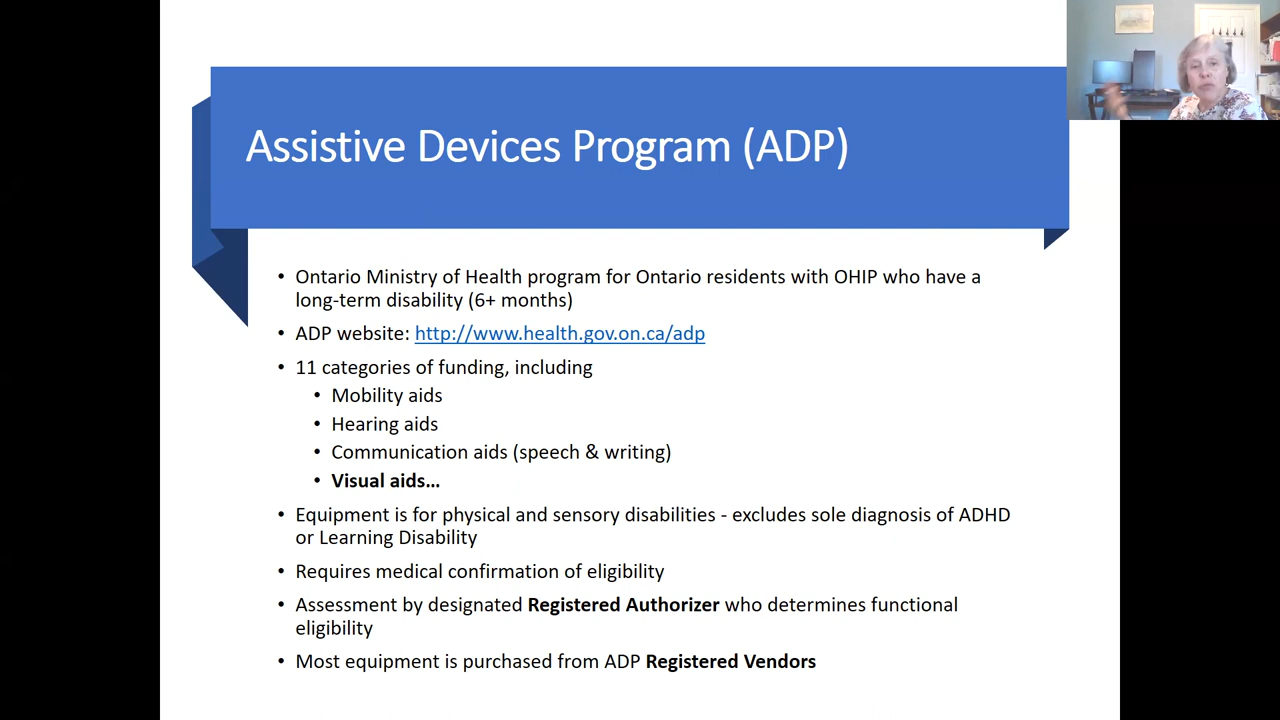 Assistive Devices Program (ADP)
• Ontario Ministry of Health program for Ontario residents with OHIP who have a
long-term disability (6+ months)
• ADP website: http://www.health.gov.on.ca/adp
• 11 categories of funding, including
• Mobility aids
• Hearing aids
• Communication aids (speech & writing)
• Visual aids…
• Equipment is for physical and sensory disabilities - excludes sole diagnosis of ADHD
or Learning Disability
• Requires medical confirmation of eligibility
• Assessment by designated Registered Authorizer who determines functional
eligibility
• Most equipment is purchased from ADP Registered Vendors